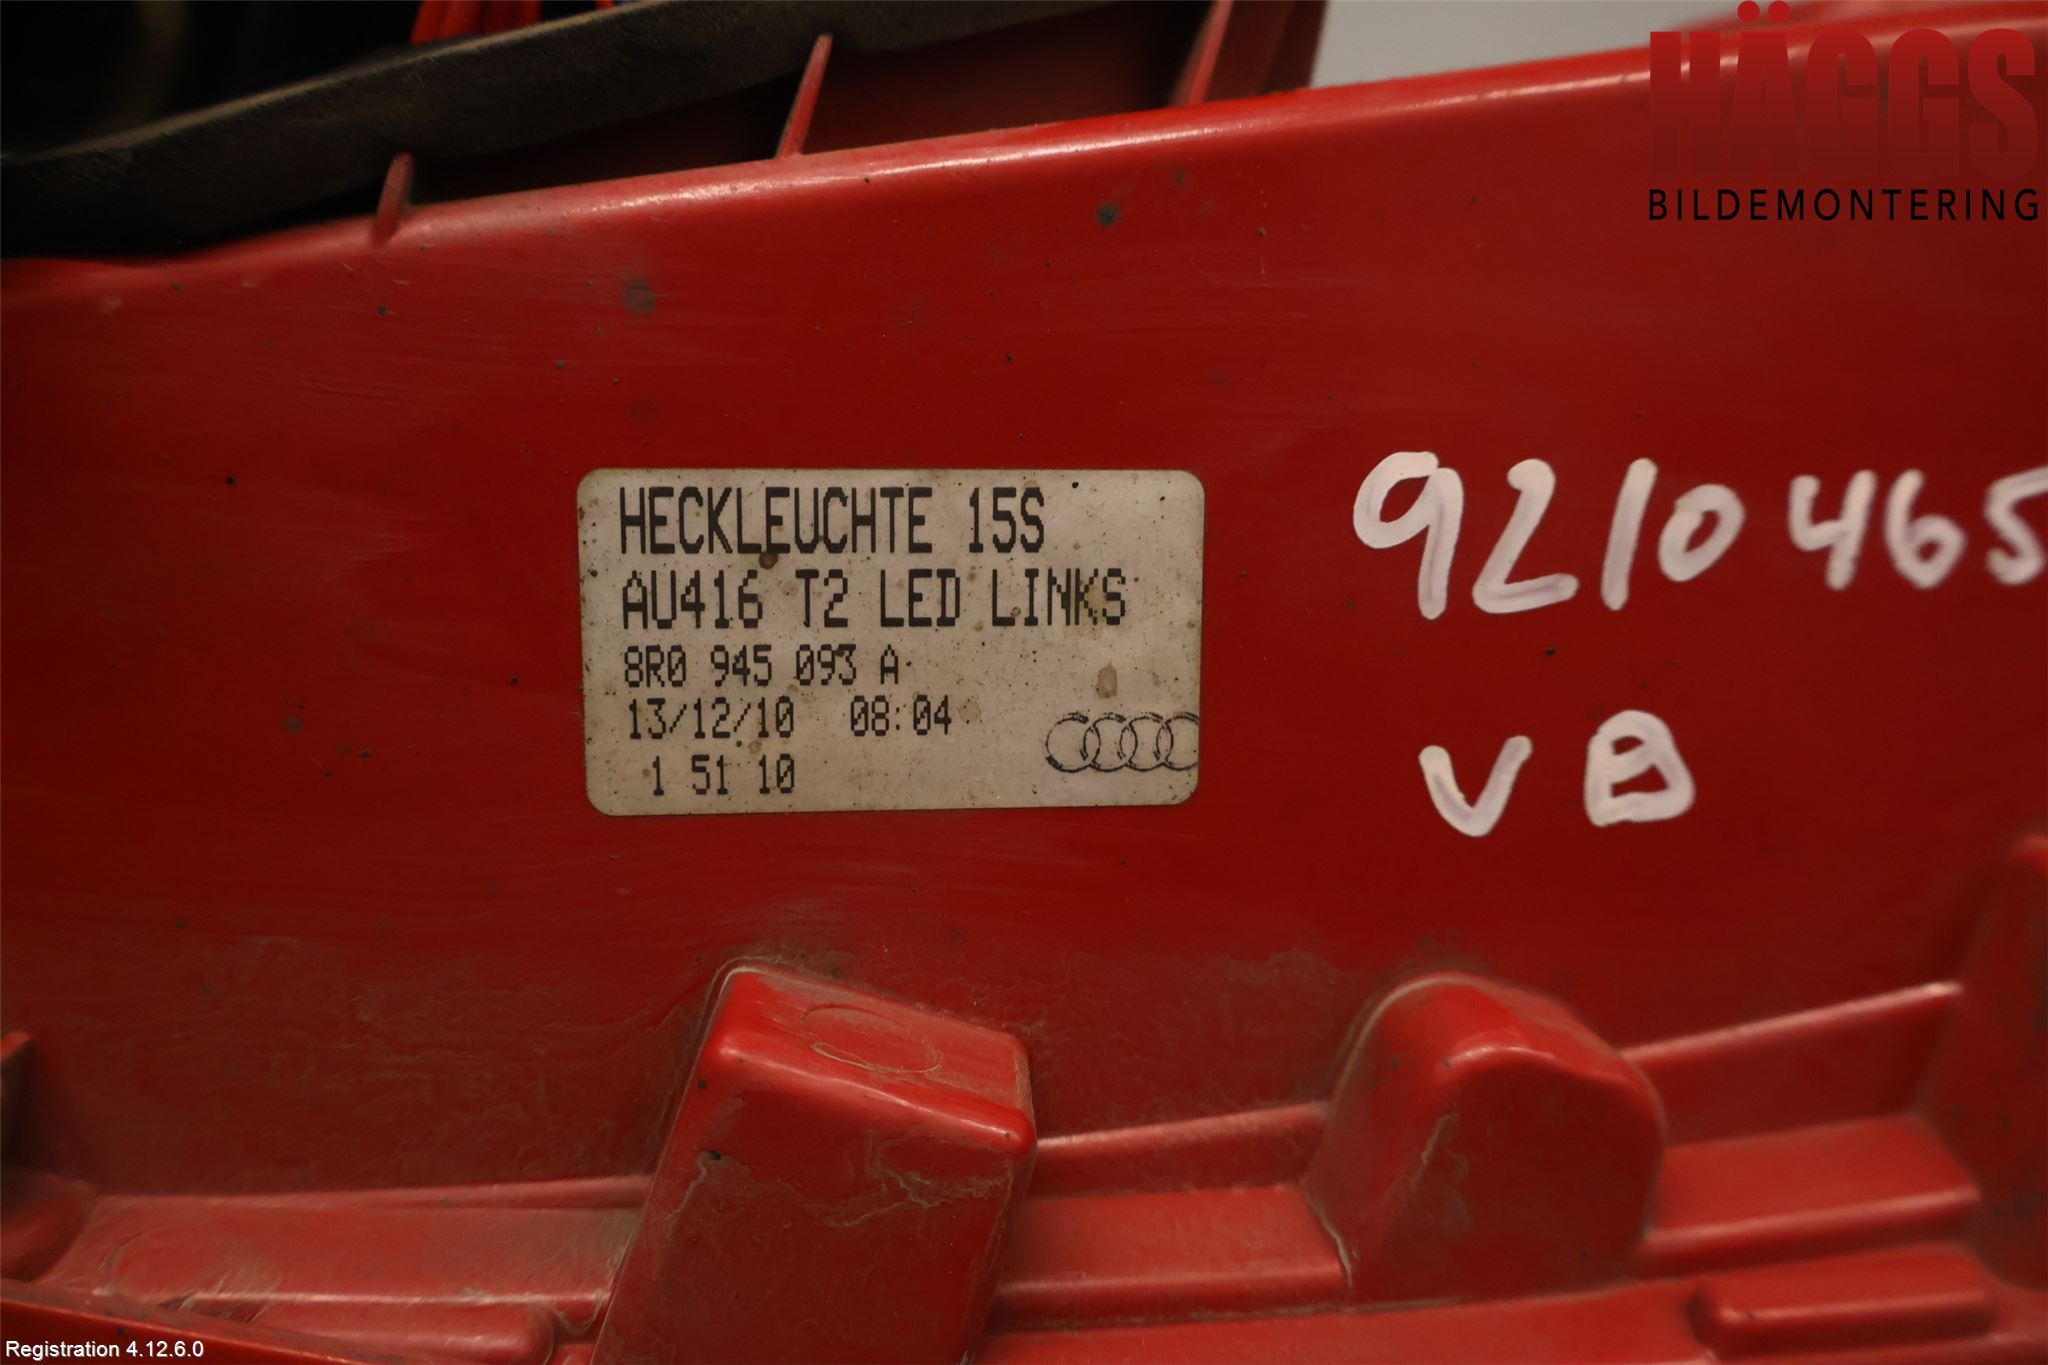 HÄGGS
BILDEMONTERING
HECKLEUCHTE 15S
AU416 T2 LED LINKS
8R0 945 093 A
13/12/10 08:04
1 51 10
9210465
VB
Registration 4.12.6.0